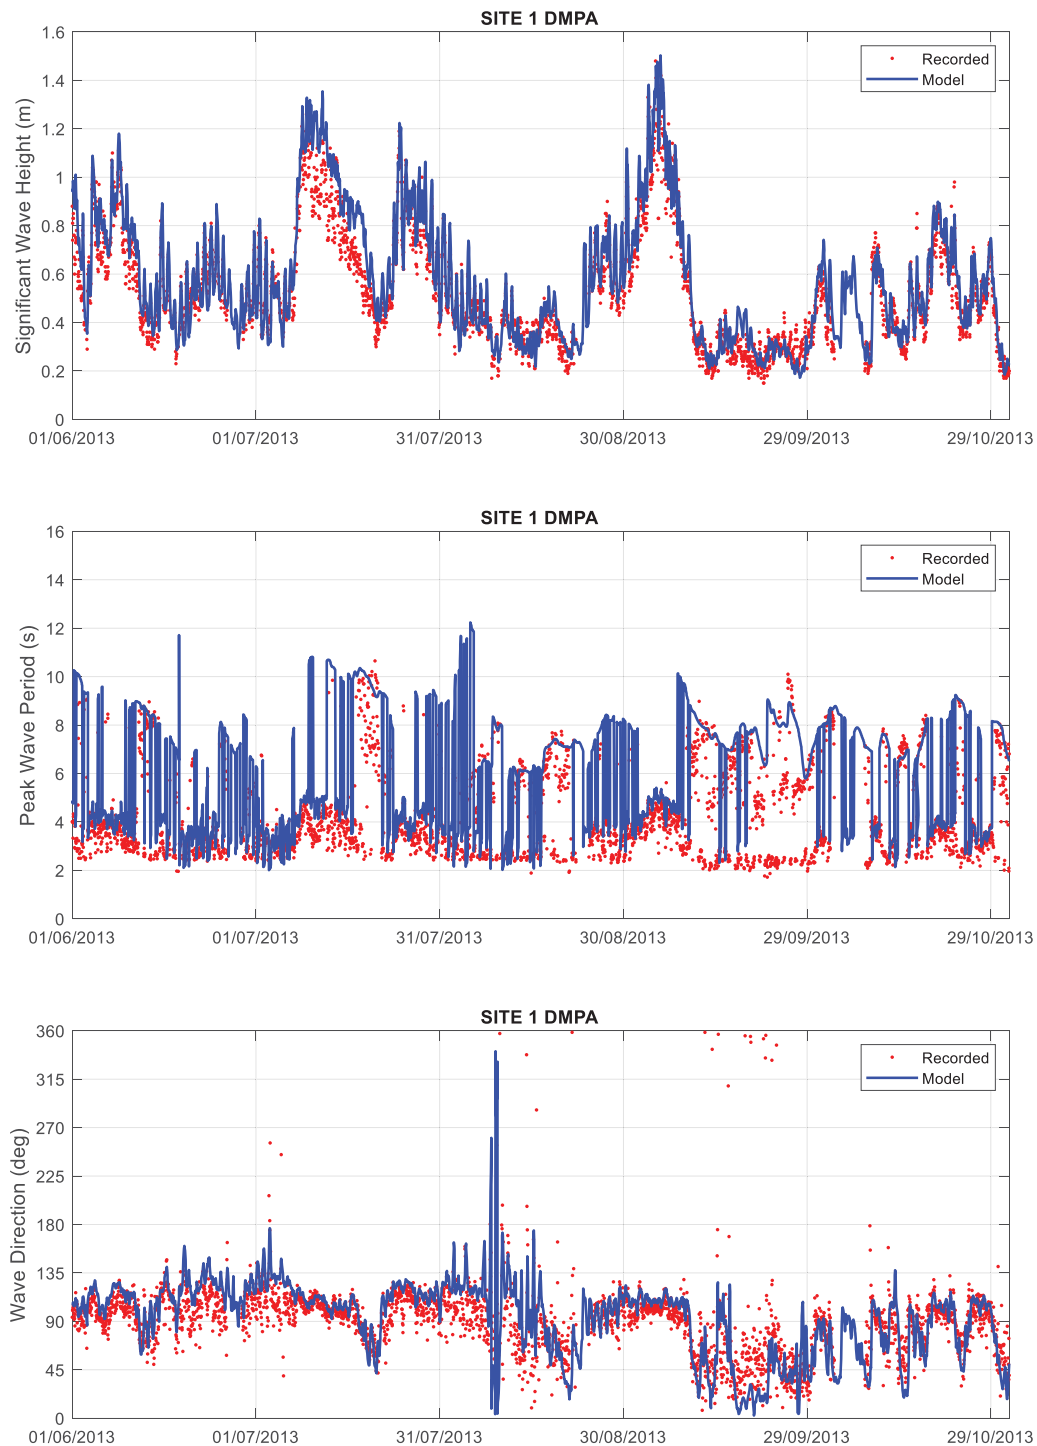 SITE 1 DMPA
Significant Wave Height (m)
1.6
1.4
1.2
1
0.8
0.6
0.4
0.2
0
Recorded
Model
01/06/2013 01/07/2013 31/07/2013 30/08/2013 29/09/2013 29/10/2013
SITE 1 DMPA
Peak Wave Period (s)
16
14
12
10
8
6
4
2
0
Recorded
Model
01/06/2013 01/07/2013 31/07/2013 30/08/2013 29/09/2013 29/10/2013
SITE 1 DMPA
Wave Direction (deg)
360
315
270
225
180
135
90
45
0
Recorded
Model
01/06/2013 01/07/2013 31/07/2013 30/08/2013 29/09/2013 29/10/2013